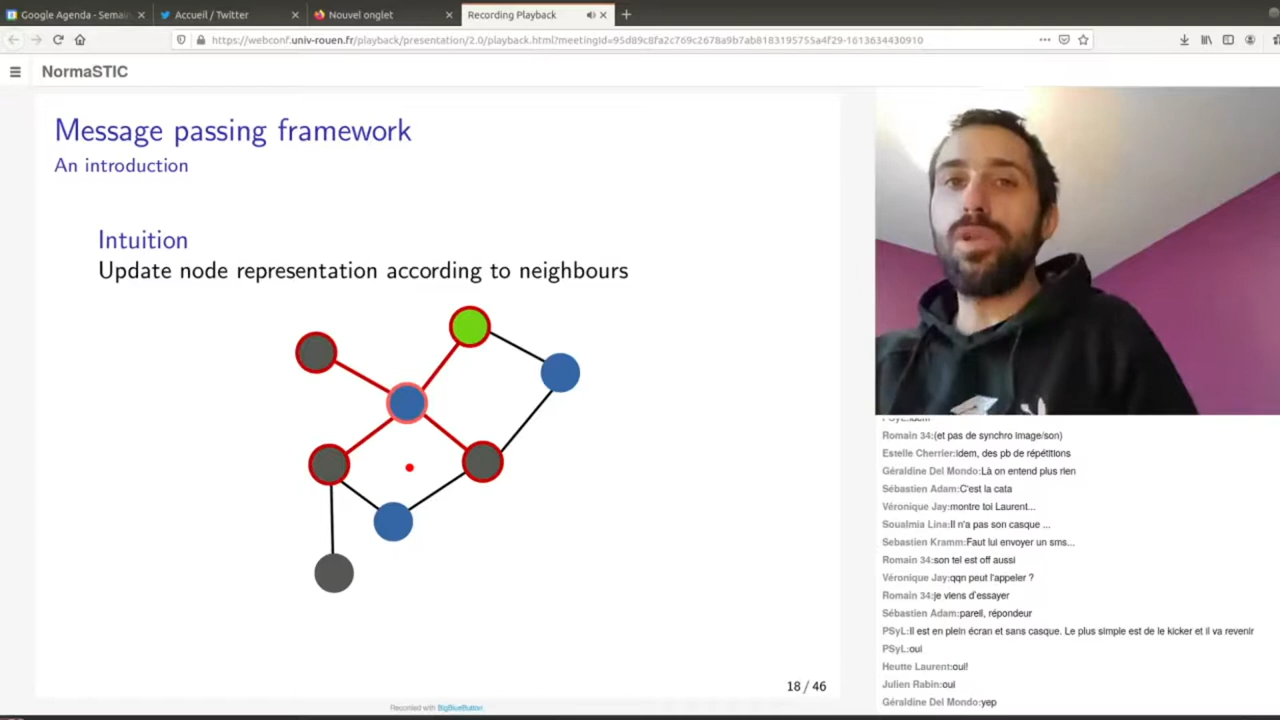 Google Agenda - Semai
Accueil / Twitter
Nouvel onglet
Recording Playback
https://webconf.univ-rouen.fr/playback/presentation/2.0/playback.html?meetingId=95d89c8fa2c769c2678a9b7ab8183195755a4f29-1613634430910
NormaSTIC
Message passing framework
An introduction
Intuition
Update node representation according to neighbours
18 / 46
Recorded with BigBlueButton
PSyL:idem
Romain 34:(et pas de synchro image/son)
Estelle Cherrier:idem, des pb de répétitions
Géraldine Del Mondo:Là on entend plus rien
Sébastien Adam:C'est la cata
Véronique Jay:montre toi Laurent...
Soualmia Lina:Il n'a pas son casque ...
Sebastien Kramm:Faut lui envoyer un sms...
Romain 34:son tel est off aussi
Véronique Jay:qqn peut l'appeler ?
Romain 34:je viens d'essayer
Sébastien Adam:pareil, répondeur
PSyL:Il est en plein écran et sans casque. Le plus simple est de le kicker et il va revenir
PSyL:oui
Heutte Laurent:oui!
Julien Rabin:oui
Géraldine Del Mondo:yep